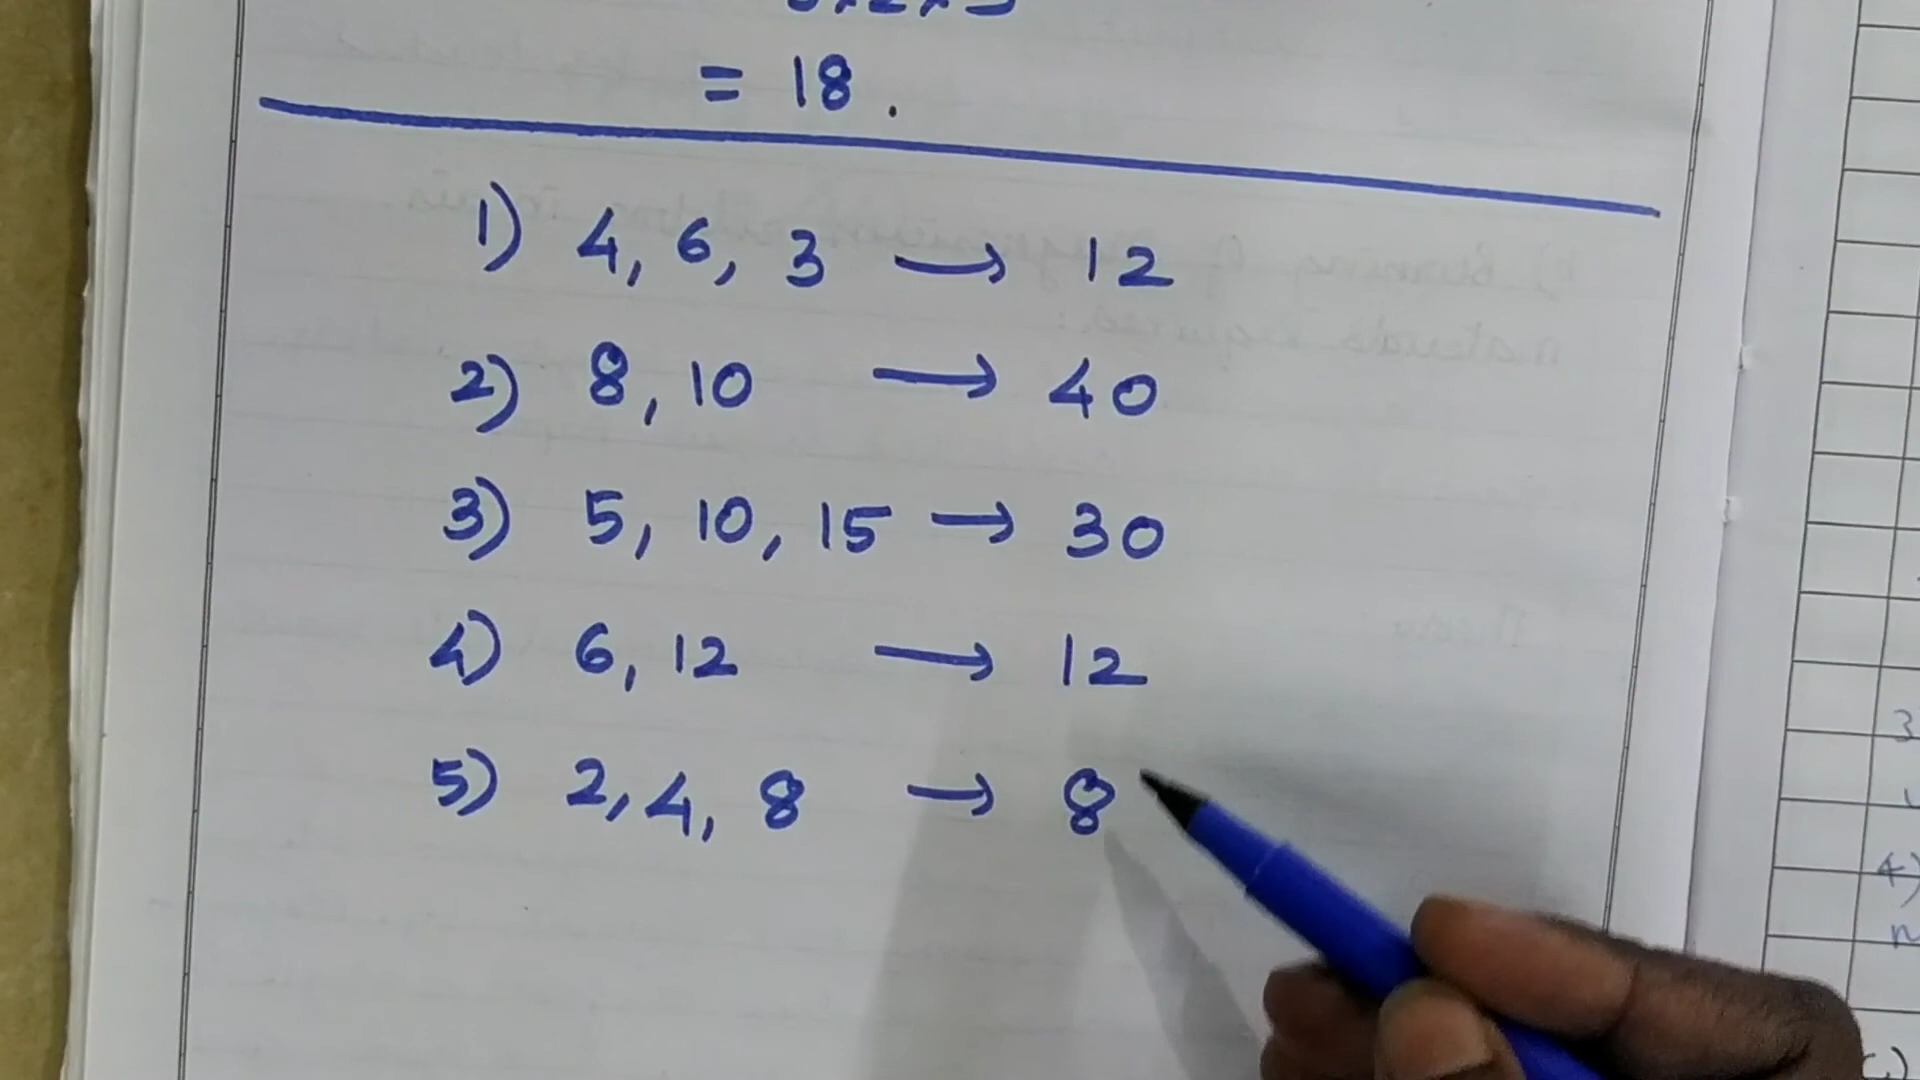 = 18.
1) 4, 6, 3 → 12
2) 8, 10 → 40
3) 5, 10, 15 → 30
4) 6, 12 → 12
5) 2, 4, 8 → 8